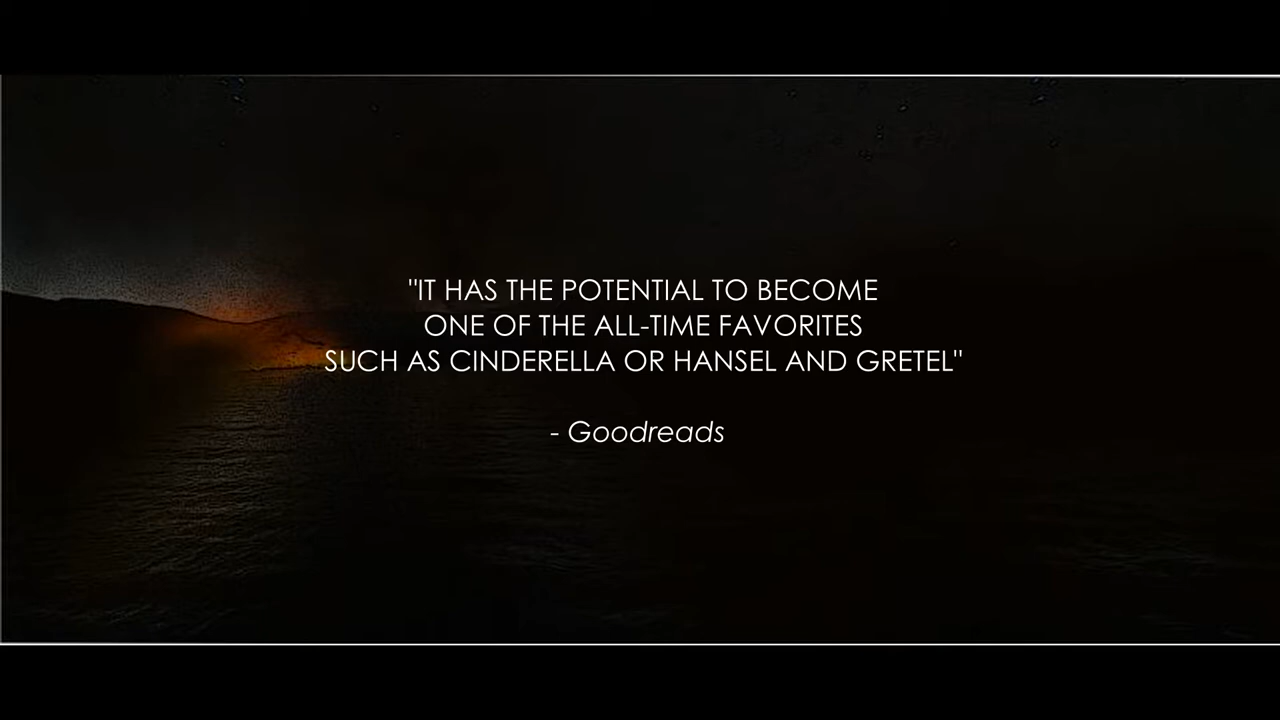 "IT HAS THE POTENTIAL TO BECOME
ONE OF THE ALL-TIME FAVORITES
SUCH AS CINDERELLA OR HANSEL AND GRETEL"
- Goodreads